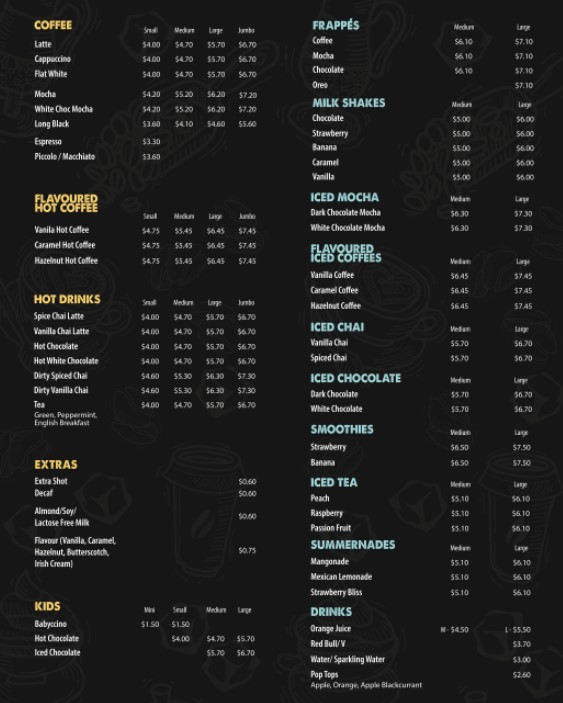 COFFEE Small Medium Large Jumbo
Latte $4.00 $4.70 $5.70 $6.70
Cappuccino $4.00 $4.70 $5.70 $6.70
Flat White $4.00 $4.70 $5.70 $6.70
Mocha $4.20 $5.20 $6.20 $7.20
White Choc Mocha $4.20 $5.20 $6.20 $7.20
Long Black $3.60 $4.10 $4.60 $5.60
Espresso $3.30
Piccolo / Macchiato $3.60
FLAVOURED
HOT COFFEE Small Medium Large Jumbo
Vanila Hot Coffee $4.75 $5.45 $6.45 $7.45
Caramel Hot Coffee $4.75 $5.45 $6.45 $7.45
Hazelnut Hot Coffee $4.75 $5.45 $6.45 $7.45
HOT DRINKS Small Medium Large Jumbo
Spice Chai Latte $4.00 $4.70 $5.70 $6.70
Vanilla Chai Latte $4.00 $4.70 $5.70 $6.70
Hot Chocolate $4.00 $4.70 $5.70 $6.70
Hot White Chocolate $4.00 $4.70 $5.70 $6.70
Dirty Spiced Chai $4.60 $5.30 $6.30 $7.30
Dirty Vanilla Chai $4.60 $5.30 $6.30 $7.30
Tea $4.00 $4.70 $5.70 $6.70
Green, Peppermint,
English Breakfast
EXTRAS
Extra Shot $0.60
Decaf $0.60
Almond/Soy/
Lactose Free Milk $0.60
Flavour (Vanilla, Caramel,
Hazelnut, Butterscotch, $0.75
Irish Cream)
KIDS Mini Small Medium Large
Babyccino $1.50 $1.50
Hot Chocolate $4.00 $4.70 $5.70
Iced Chocolate $5.70 $6.70
FRAPPÉS Medium Large
Coffee $6.10 $7.10
Mocha $6.10 $7.10
Chocolate $6.10 $7.10
Oreo $7.10
MILK SHAKES Medium Large
Chocolate $5.00 $6.00
Strawberry $5.00 $6.00
Banana $5.00 $6.00
Caramel $5.00 $6.00
Vanilla $5.00 $6.00
ICED MOCHA Medium Large
Dark Chocolate Mocha $6.30 $7.30
White Chocolate Mocha $6.30 $7.30
FLAVOURED
ICED COFFEES Medium Large
Vanilla Coffee $6.45 $7.45
Caramel Coffee $6.45 $7.45
Hazelnut Coffee $6.45 $7.45
ICED CHAI Medium Large
Vanilla Chai $5.70 $6.70
Spiced Chai $5.70 $6.70
ICED CHOCOLATE Medium Large
Dark Chocolate $5.70 $6.70
White Chocolate $5.70 $6.70
SMOOTHIES Medium Large
Strawberry $6.50 $7.50
Banana $6.50 $7.50
ICED TEA Medium Large
Peach $5.10 $6.10
Raspberry $5.10 $6.10
Passion Fruit $5.10 $6.10
SUMMERNADES Medium Large
Mangonade $5.10 $6.10
Mexican Lemonade $5.10 $6.10
Strawberry Bliss $5.10 $6.10
DRINKS
Orange Juice M - $4.50 L - $5.50
Red Bull/ V $3.70
Water/ Sparkling Water $3.00
Pop Tops $2.60
Apple, Orange, Apple Blackcurrant